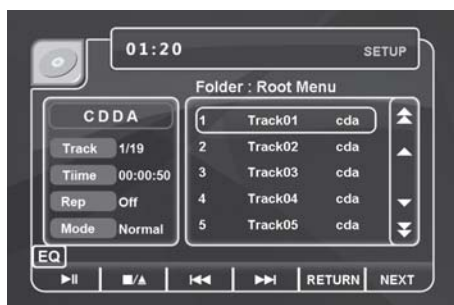 01:20 SETUP
Folder : Root Menu
CDDA
Track 1/19
Tiime 00:00:50
Rep Off
Mode Normal
1 Track01 cda
2 Track02 cda
3 Track03 cda
4 Track04 cda
5 Track05 cda
EQ
RETURN NEXT